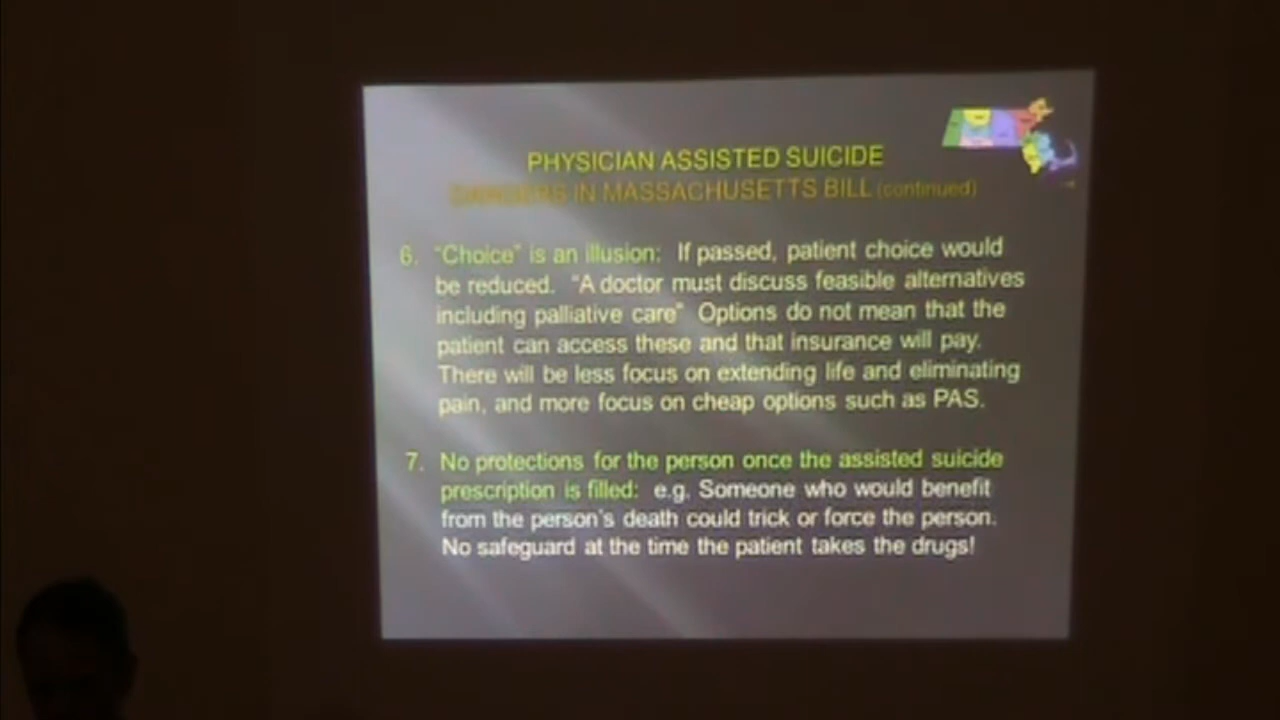 PHYSICIAN ASSISTED SUICIDE
DANGERS IN MASSACHUSETTS BILL (continued)
6. "Choice" is an illusion: If passed, patient choice would
be reduced. "A doctor must discuss feasible alternatives
including palliative care" Options do not mean that the
patient can access these and that insurance will pay.
There will be less focus on extending life and eliminating
pain, and more focus on cheap options such as PAS.
7. No protections for the person once the assisted suicide
prescription is filled: e.g. Someone who would benefit
from the person's death could trick or force the person.
No safeguard at the time the patient takes the drugs!